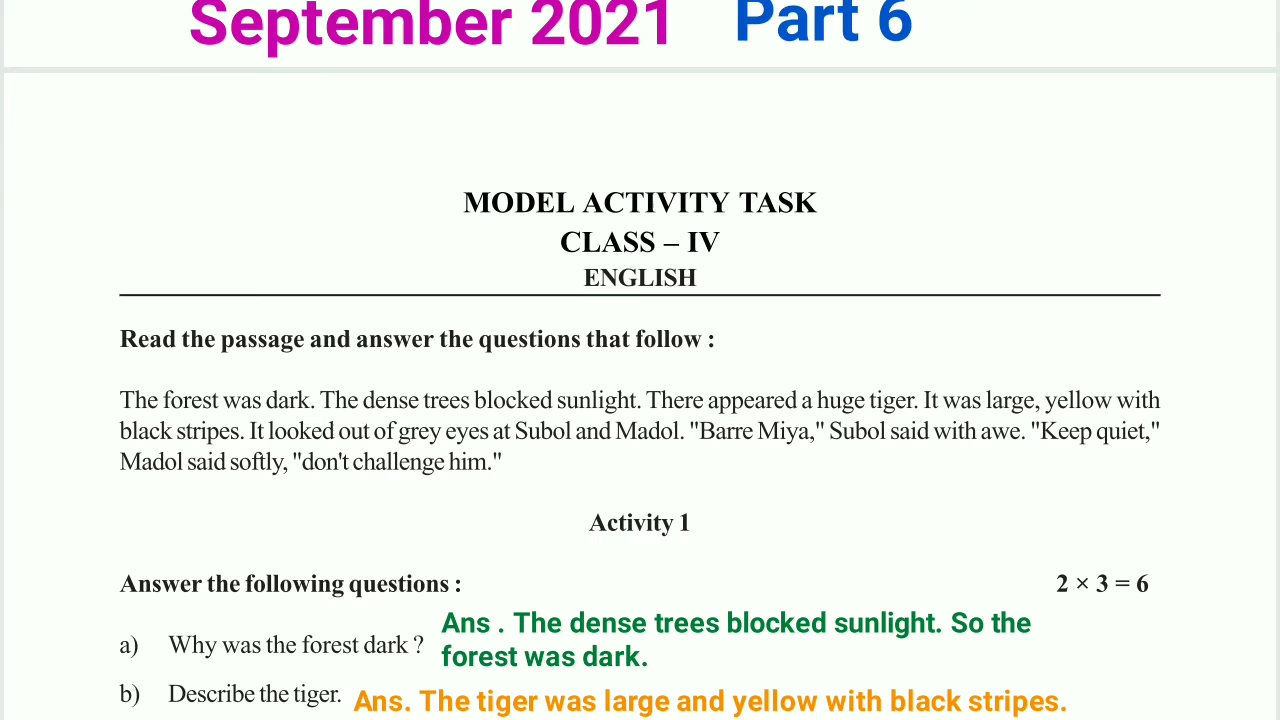 September 2021 Part 6
MODEL ACTIVITY TASK
CLASS – IV
ENGLISH
Read the passage and answer the questions that follow :
The forest was dark. The dense trees blocked sunlight. There appeared a huge tiger. It was large, yellow with
black stripes. It looked out of grey eyes at Subol and Madol. "Barre Miya," Subol said with awe. "Keep quiet,"
Madol said softly, "don't challenge him."
Activity 1
Answer the following questions : 2 × 3 = 6
a) Why was the forest dark ? Ans . The dense trees blocked sunlight. So the
forest was dark.
b) Describe the tiger. Ans. The tiger was large and yellow with black stripes.